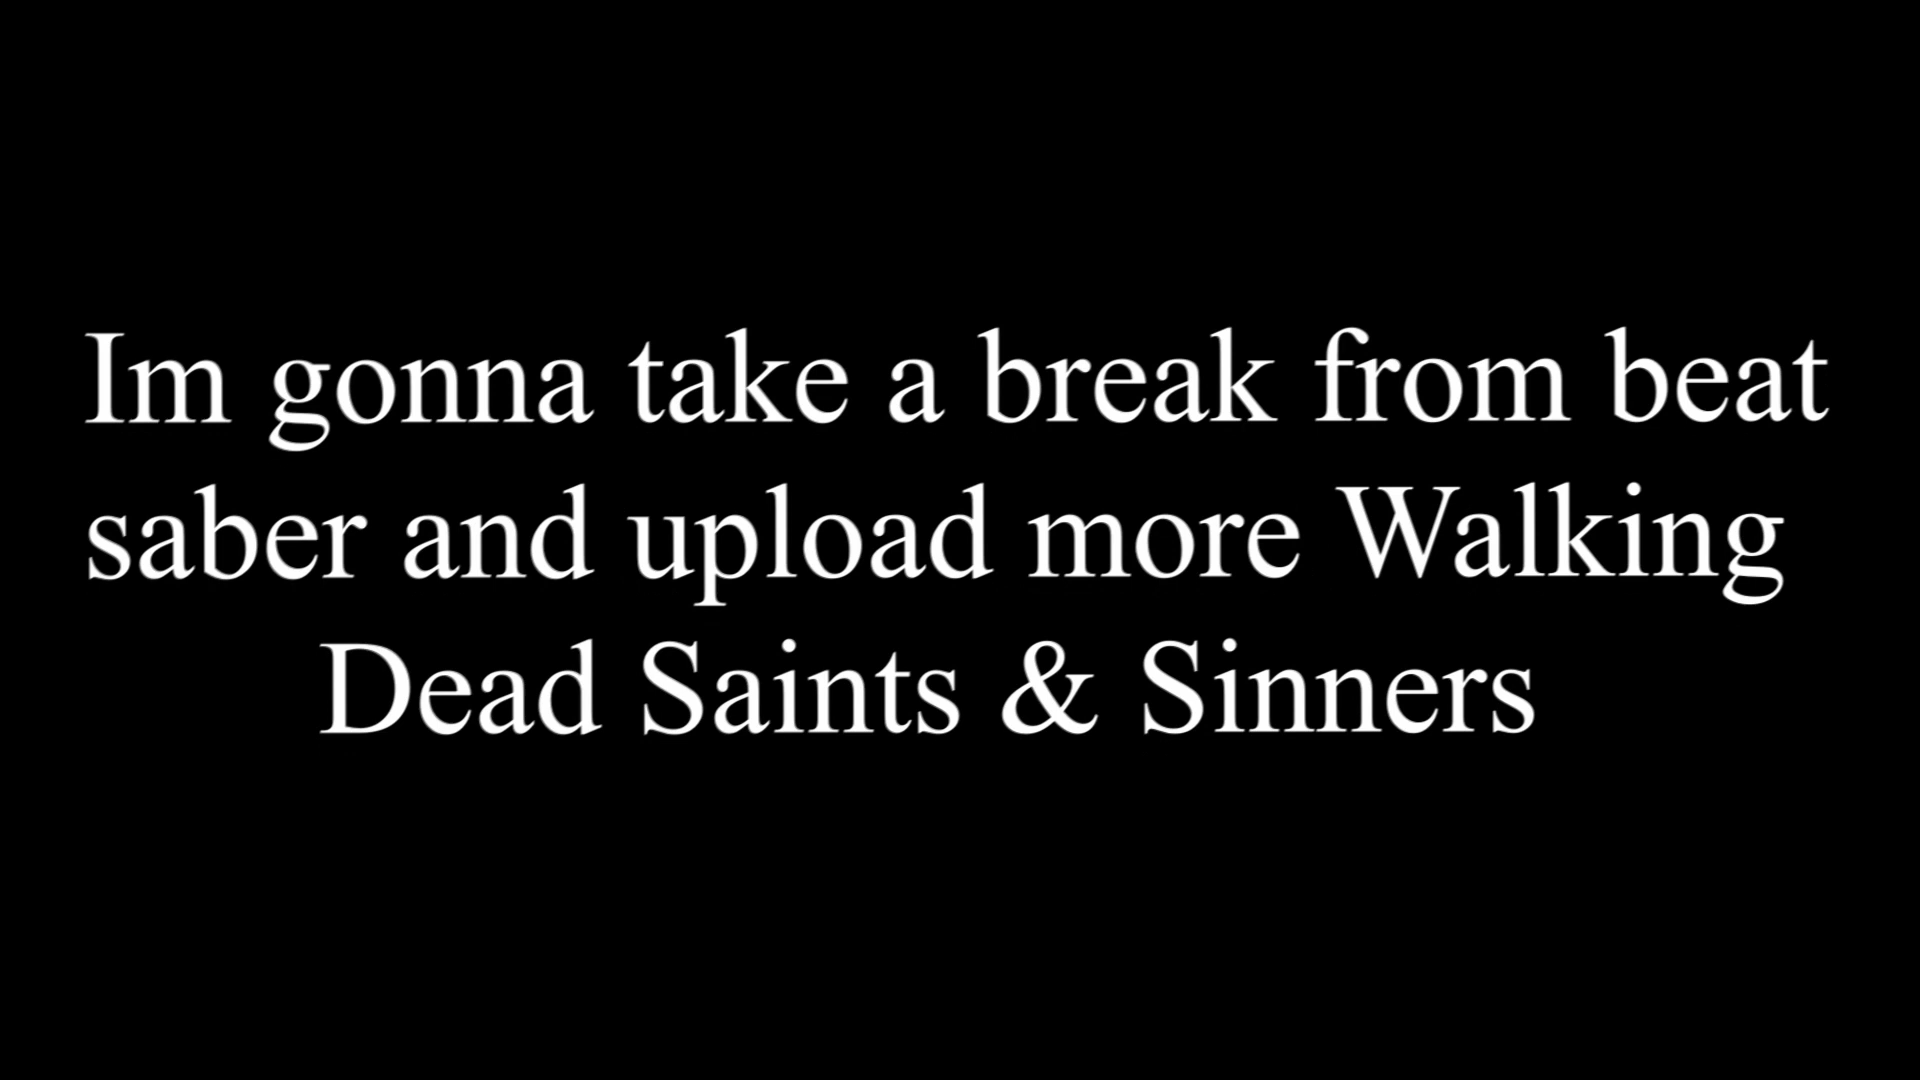 Im gonna take a break from beat
saber and upload more Walking
Dead Saints & Sinners